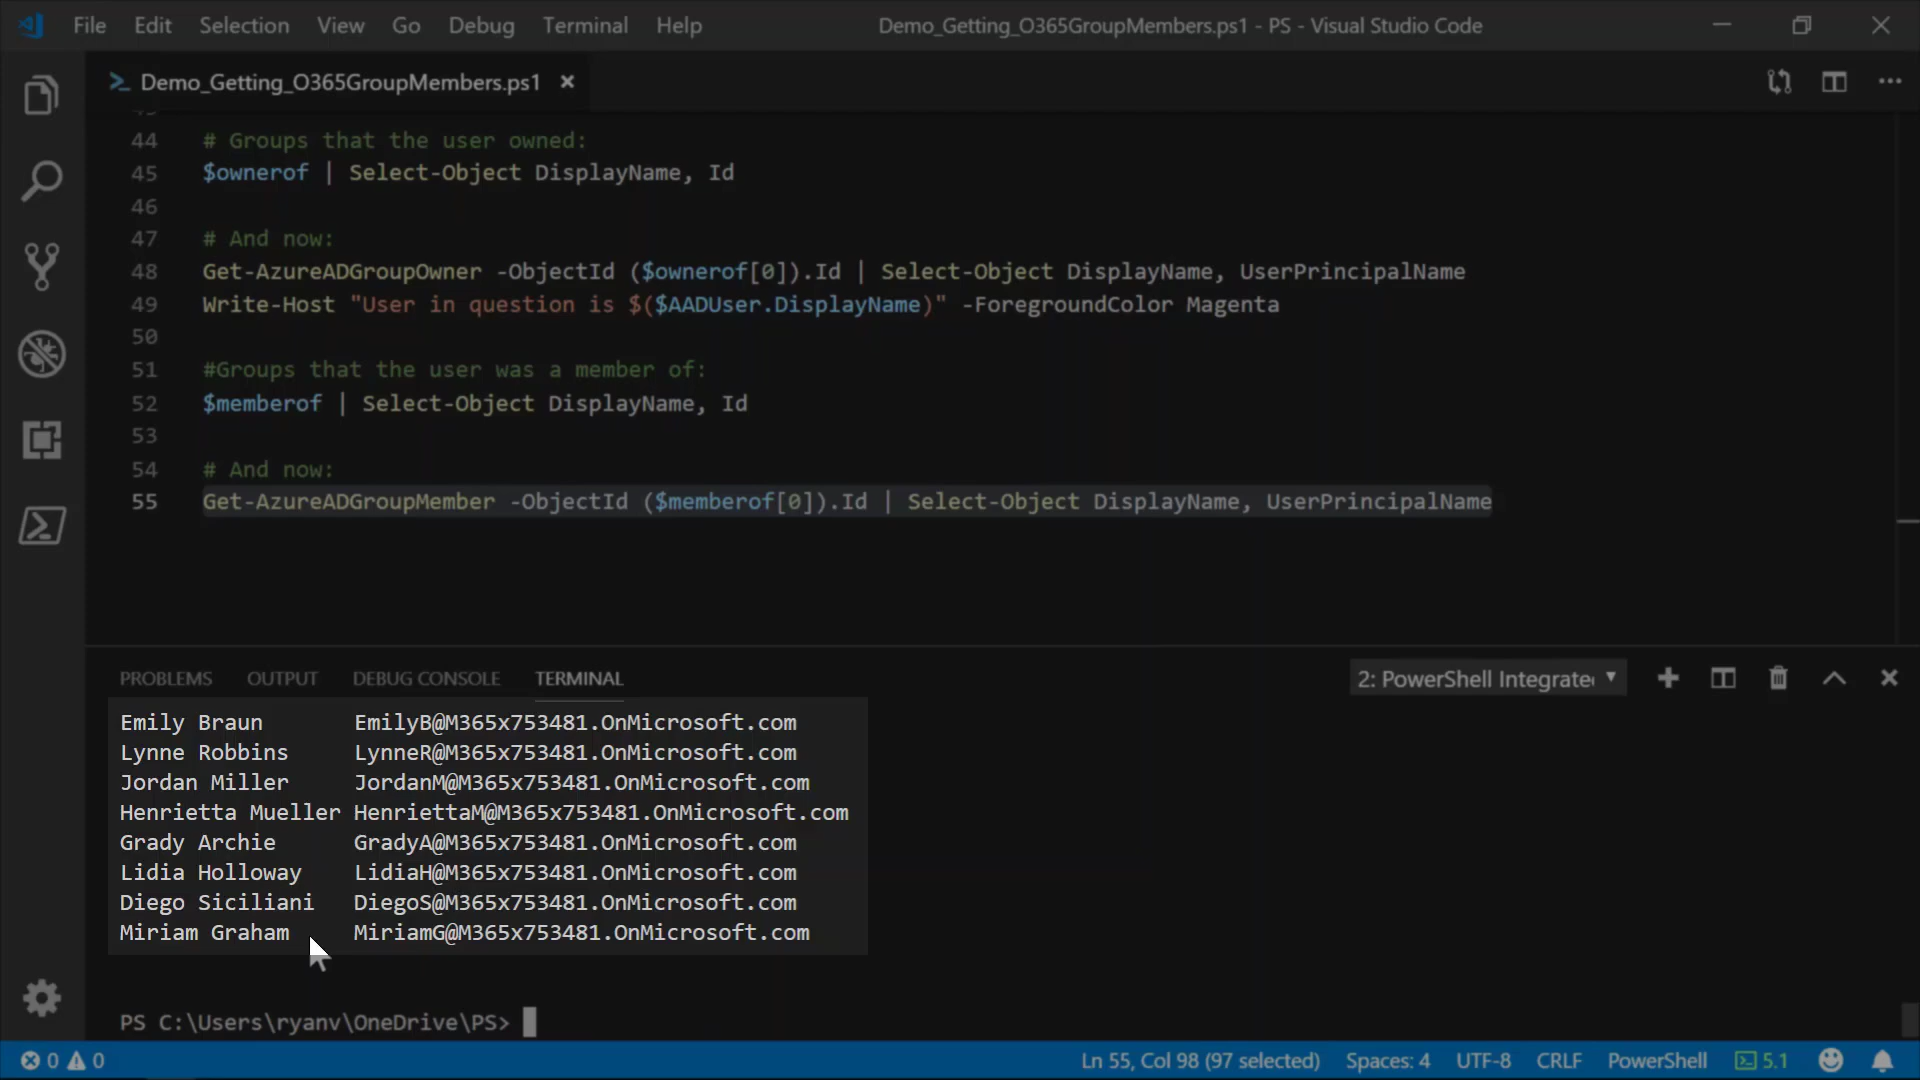 File Edit Selection View Go Debug Terminal Help Demo_Getting_O365GroupMembers.ps1 - PS - Visual Studio Code
Demo_Getting_O365GroupMembers.ps1
44 # Groups that the user owned:
45 $ownerof | Select-Object DisplayName, Id
46
47 # And now:
48 Get-AzureADGroupOwner -ObjectId ($ownerof[0]).Id | Select-Object DisplayName, UserPrincipalName
49 Write-Host "User in question is $($AADUser.DisplayName)" -ForegroundColor Magenta
50
51 #Groups that the user was a member of:
52 $memberof | Select-Object DisplayName, Id
53
54 # And now:
55 Get-AzureADGroupMember -ObjectId ($memberof[0]).Id | Select-Object DisplayName, UserPrincipalName
PROBLEMS OUTPUT DEBUG CONSOLE TERMINAL 2: PowerShell Integrate
Emily Braun EmilyB@M365x753481.OnMicrosoft.com
Lynne Robbins LynneR@M365x753481.OnMicrosoft.com
Jordan Miller JordanM@M365x753481.OnMicrosoft.com
Henrietta Mueller HenriettaM@M365x753481.OnMicrosoft.com
Grady Archie GradyA@M365x753481.OnMicrosoft.com
Lidia Holloway LidiaH@M365x753481.OnMicrosoft.com
Diego Siciliani DiegoS@M365x753481.OnMicrosoft.com
Miriam Graham MiriamG@M365x753481.OnMicrosoft.com
PS C:\Users\ryanv\OneDrive\PS>
0 0 Ln 55, Col 98 (97 selected) Spaces: 4 UTF-8 CRLF PowerShell 5.1